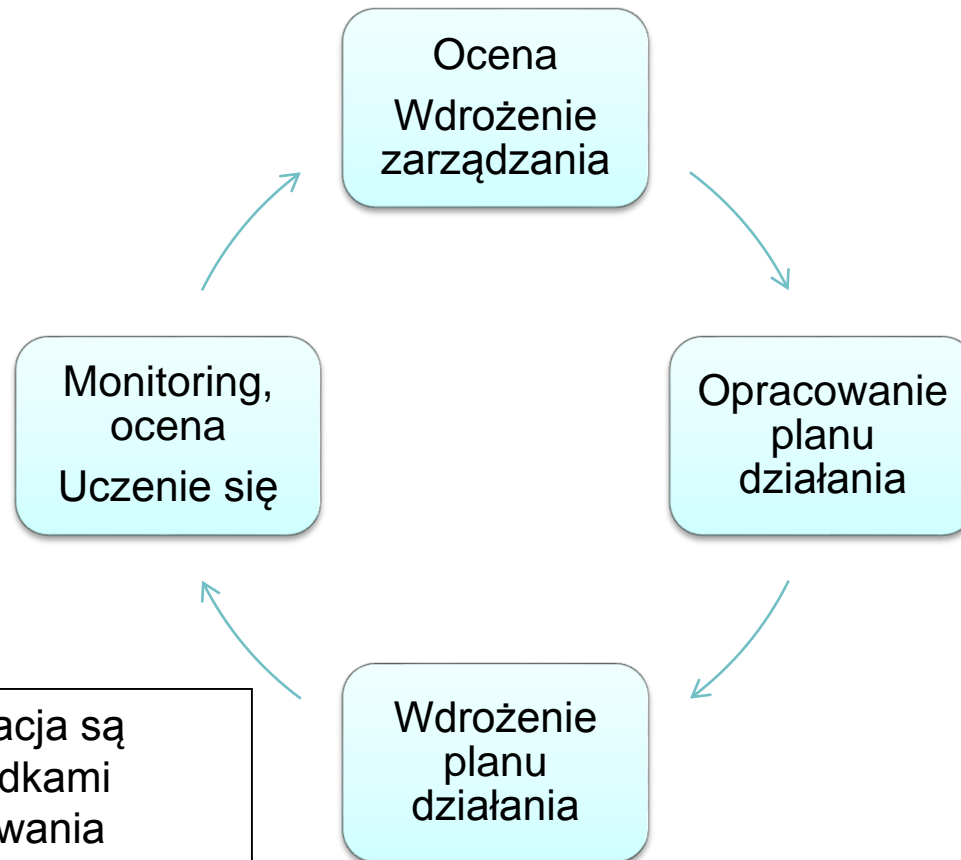 Ocena
Wdrożenie
zarządzania
Opracowanie
planu
działania
Wdrożenie
planu
działania
Monitoring,
ocena
Uczenie się
acja są
dkami
wania